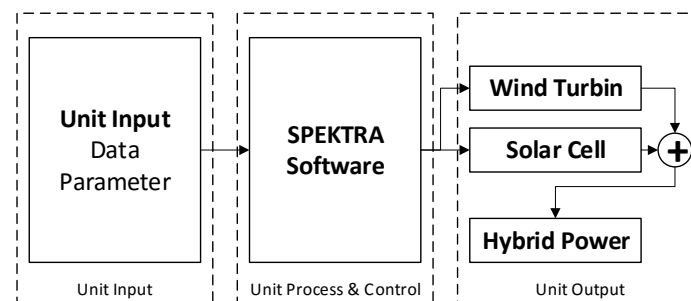 Unit Input
Data
Parameter
Unit Input
SPEKTRA
Software
Unit Process & Control
Wind Turbin
Solar Cell
+
Hybrid Power
Unit Output